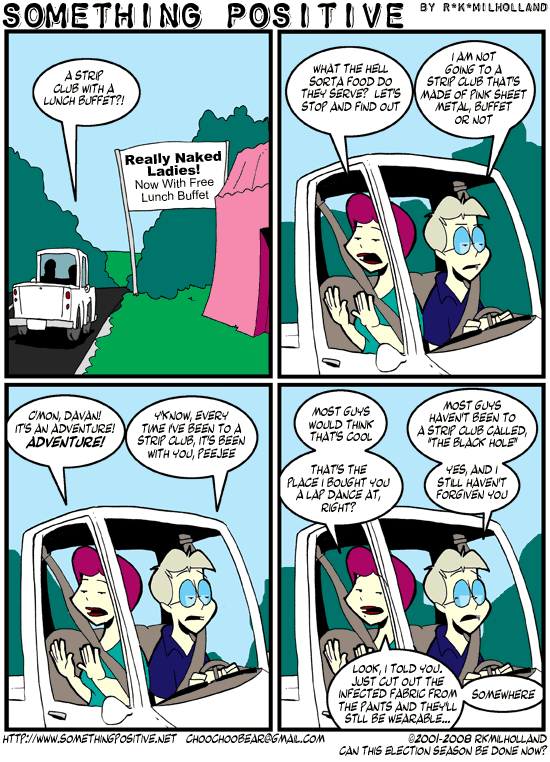 SOMETHING POSITIVE BY R*K*MILHOLLAND
A STRIP
CLUB WITH A
LUNCH BUFFET?!
Really Naked
Ladies!
Now With Free
Lunch Buffet
WHAT THE HELL
SORTA FOOD DO
THEY SERVE? LET'S
STOP AND FIND OUT
I AM NOT
GOING TO A
STRIP CLUB THAT'S
MADE OF PINK SHEET
METAL, BUFFET
OR NOT
C'MON, DAVAN!
IT'S AN ADVENTURE!
ADVENTURE!
Y'KNOW, EVERY
TIME I'VE BEEN TO A
STRIP CLUB, IT'S BEEN
WITH YOU, PEEJEE
MOST GUYS
WOULD THINK
THAT'S COOL
MOST GUYS
HAVEN'T BEEN TO
A STRIP CLUB CALLED,
"THE BLACK HOLE"
THAT'S THE
PLACE I BOUGHT YOU
A LAP DANCE AT,
RIGHT?
YES, AND I
STILL HAVEN'T
FORGIVEN YOU
LOOK, I TOLD YOU.
JUST CUT OUT THE
INFECTED FABRIC FROM
THE PANTS AND THEY'LL
STLL BE WEARABLE...
SOMEWHERE
HTTP://WWW.SOMETHINGPOSITIVE.NET CHOOCHOOBEAR@GMAIL.COM
©2001-2008 RKMILHOLLAND
CAN THIS ELECTION SEASON BE DONE NOW?